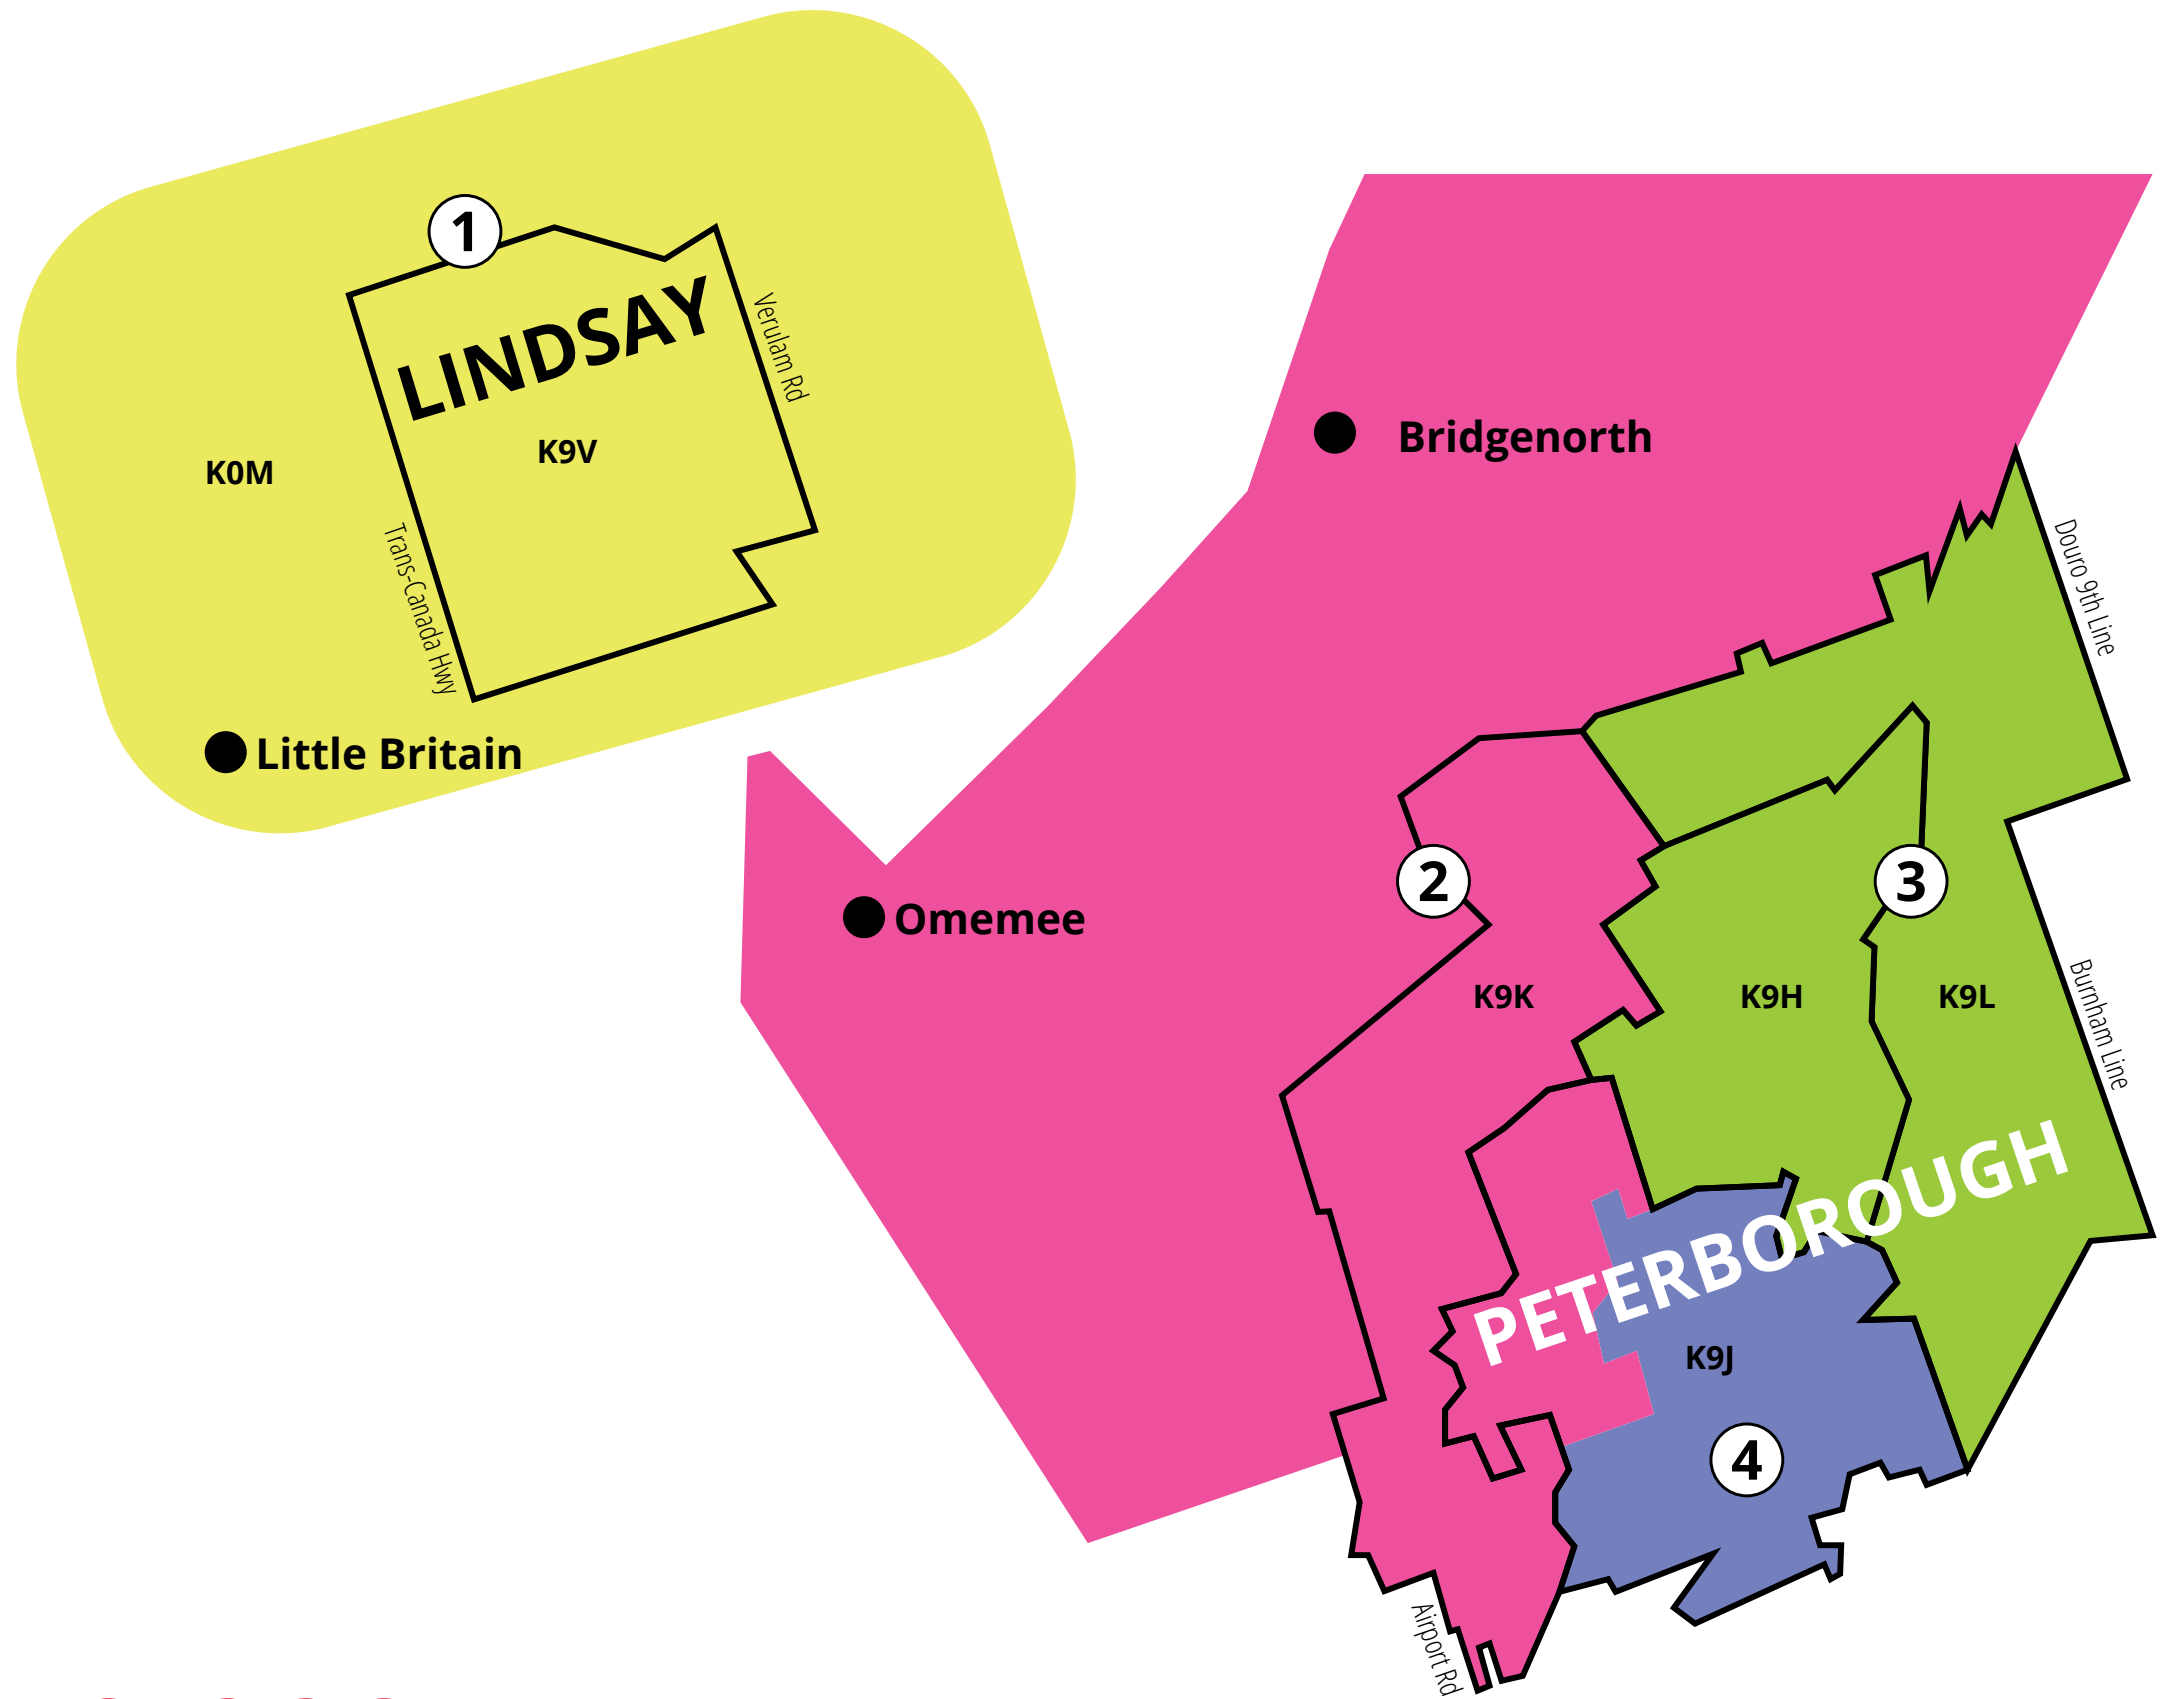 1
LINDSAY
Verulam Rd
K9V
K0M
Trans-Canada Hwy
Little Britain
Bridgenorth
Douro 9th Line
Omemee
2
3
K9K
K9H
K9L
Burnham Line
PETERBOROUGH
K9J
4
Airport Rd